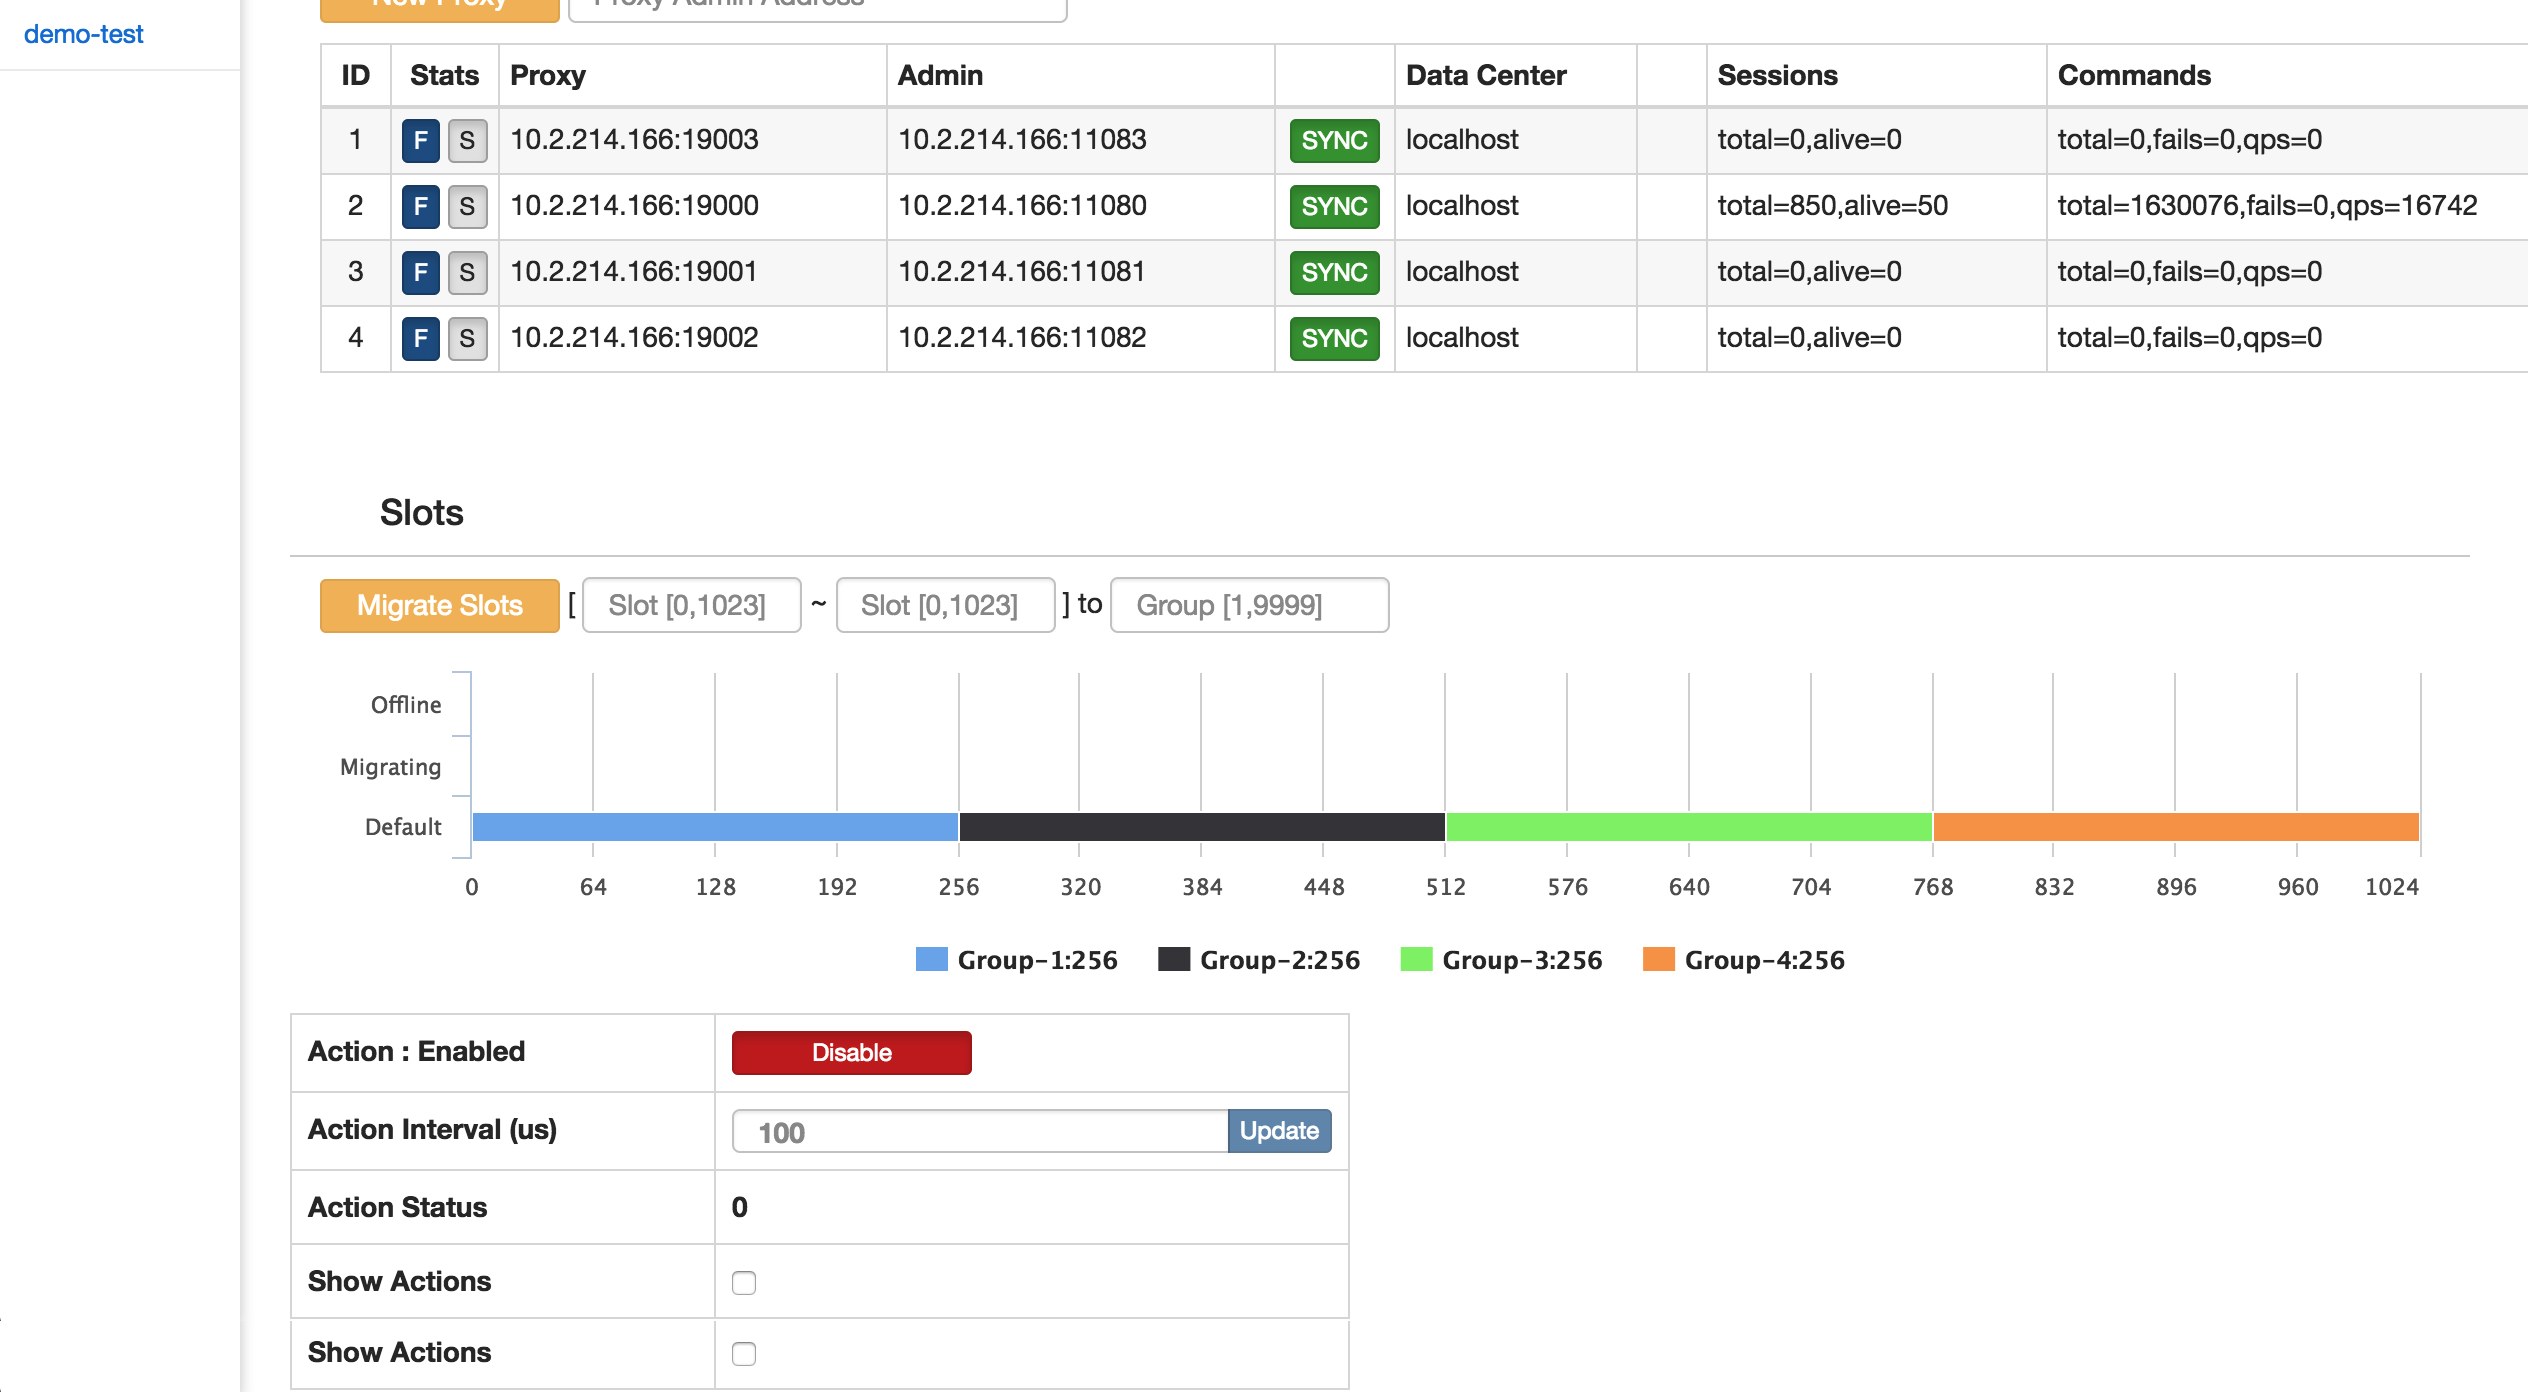 demo-test
New Proxy Proxy Admin Address
ID Stats Proxy Admin Data Center Sessions Commands
1 F S 10.2.214.166:19003 10.2.214.166:11083 SYNC localhost total=0,alive=0 total=0,fails=0,qps=0
2 F S 10.2.214.166:19000 10.2.214.166:11080 SYNC localhost total=850,alive=50 total=1630076,fails=0,qps=16742
3 F S 10.2.214.166:19001 10.2.214.166:11081 SYNC localhost total=0,alive=0 total=0,fails=0,qps=0
4 F S 10.2.214.166:19002 10.2.214.166:11082 SYNC localhost total=0,alive=0 total=0,fails=0,qps=0
Slots
Migrate Slots [ Slot [0,1023] ~ Slot [0,1023] ] to Group [1,9999]
Offline
Migrating
Default
0 64 128 192 256 320 384 448 512 576 640 704 768 832 896 960 1024
Group-1:256 Group-2:256 Group-3:256 Group-4:256
Action : Enabled Disable
Action Interval (us) 100 Update
Action Status 0
Show Actions
Show Actions